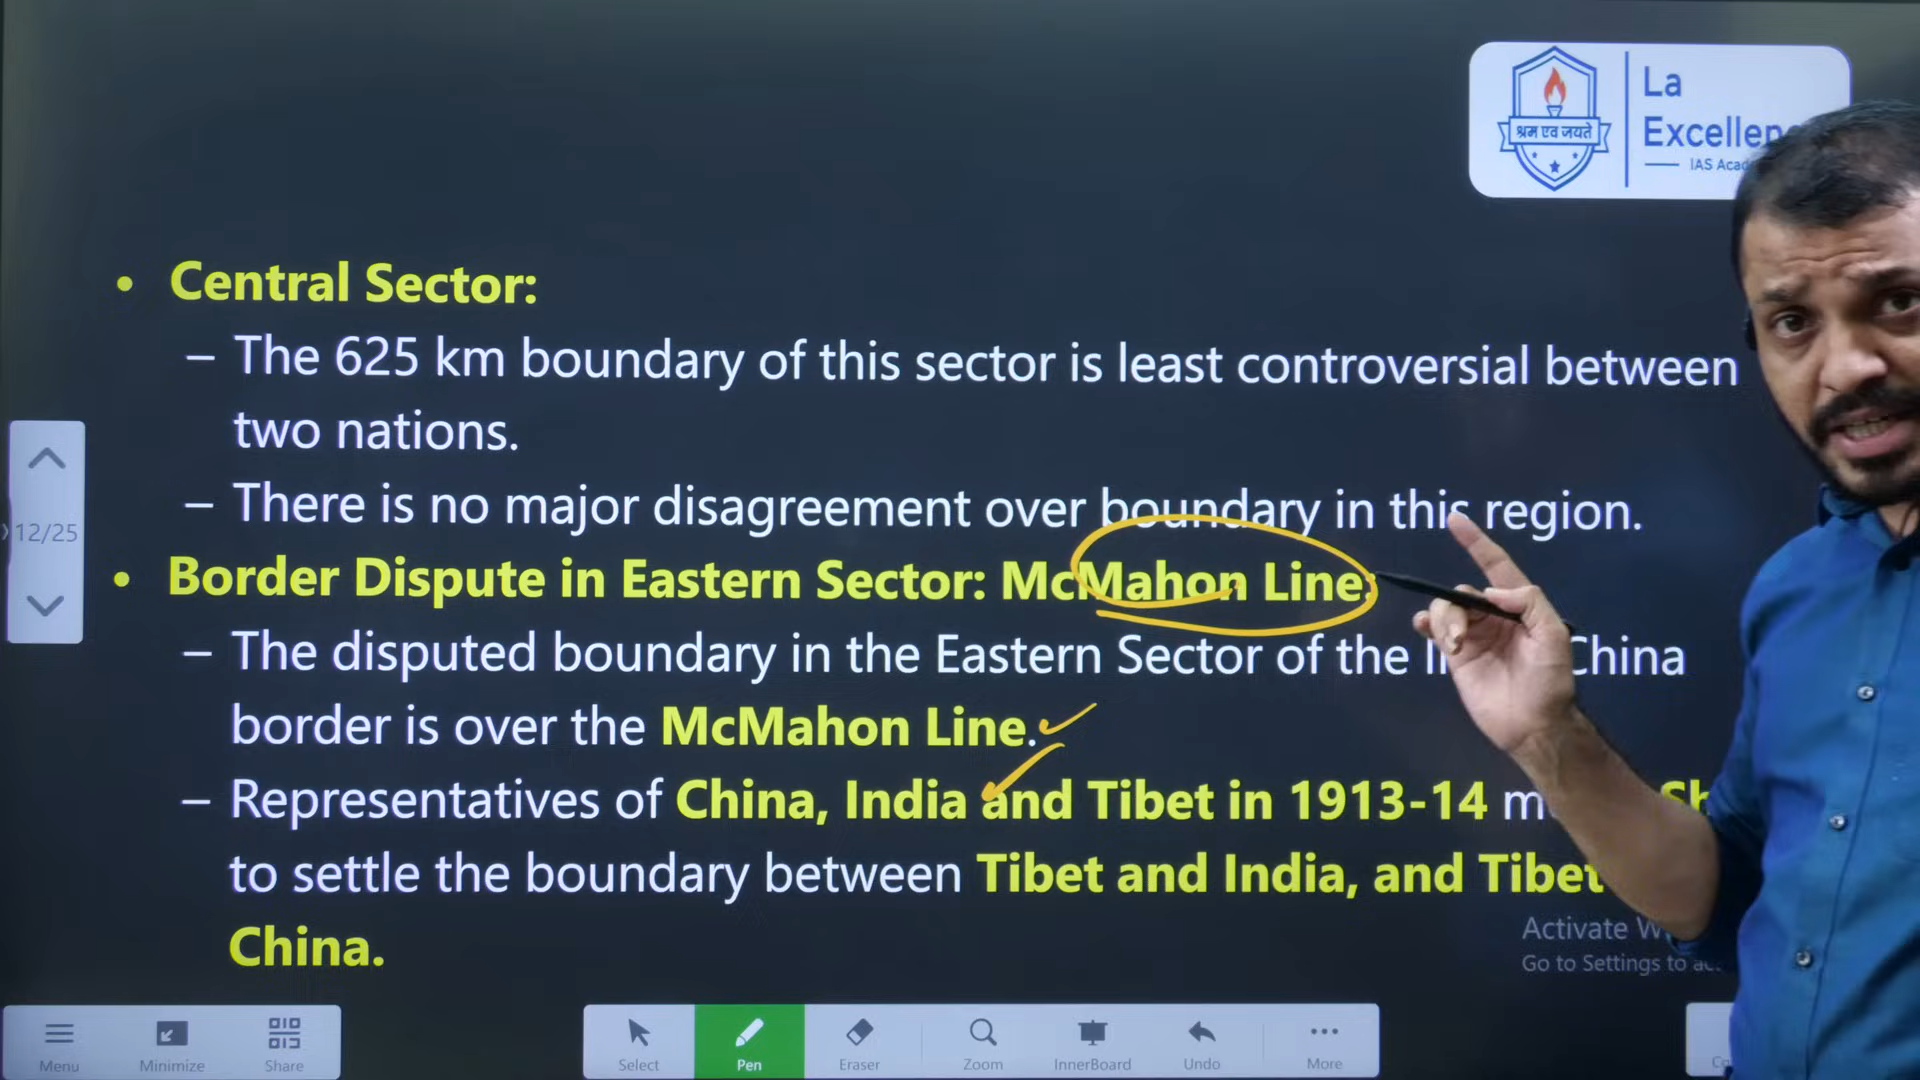 La
Excellen
श्रम एव जयते
IAS Acad
• Central Sector:
– The 625 km boundary of this sector is least controversial between
two nations.
– There is no major disagreement over boundary in this region.
12/25
• Border Dispute in Eastern Sector: McMahon Line:
– The disputed boundary in the Eastern Sector of the China
border is over the McMahon Line.
– Representatives of China, India and Tibet in 1913-14
to settle the boundary between Tibet and India, and Tibet
China.
Activate
Go to Settings to
Menu Minimize Share Select Pen Eraser Zoom InnerBoard Undo More